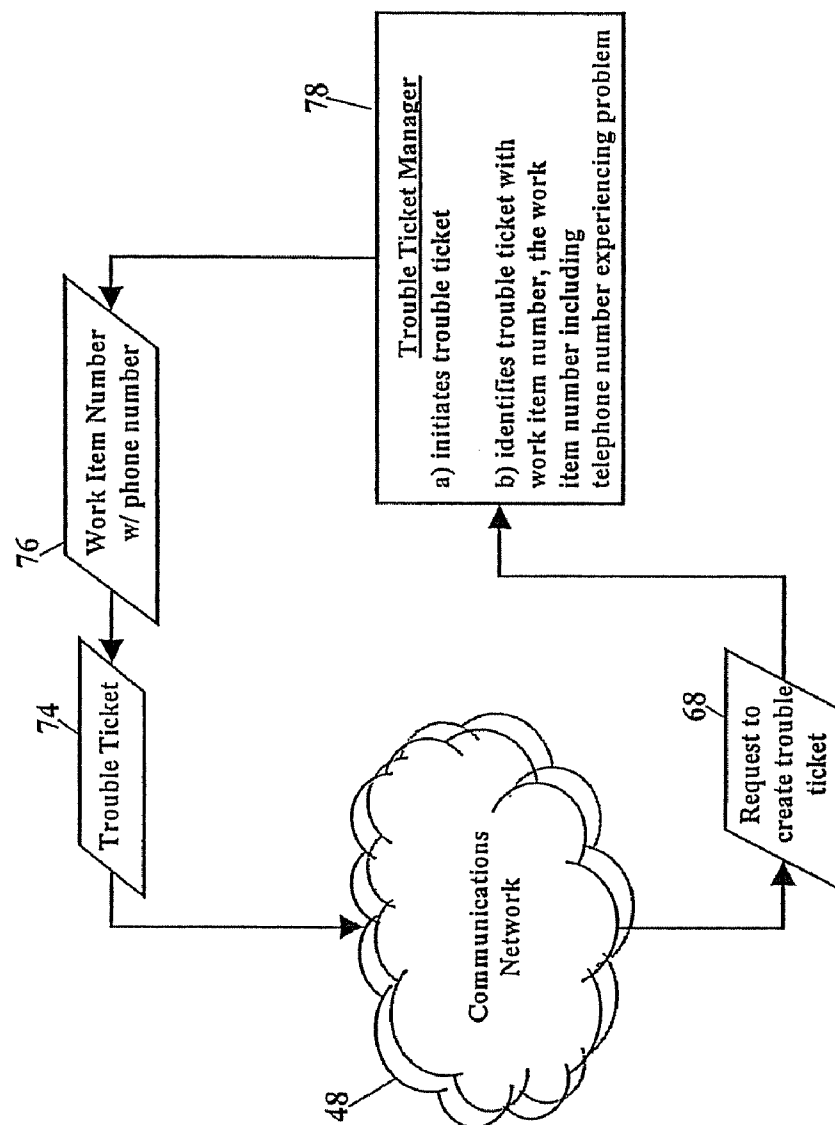 74
Trouble Ticket
76
Work Item Number
w/ phone number
48
Communications
Network
78
Trouble Ticket Manager
a) initiates trouble ticket
b) identifies trouble ticket with
work item number, the work
item number including
telephone number experiencing problem
68
Request to
create trouble
ticket